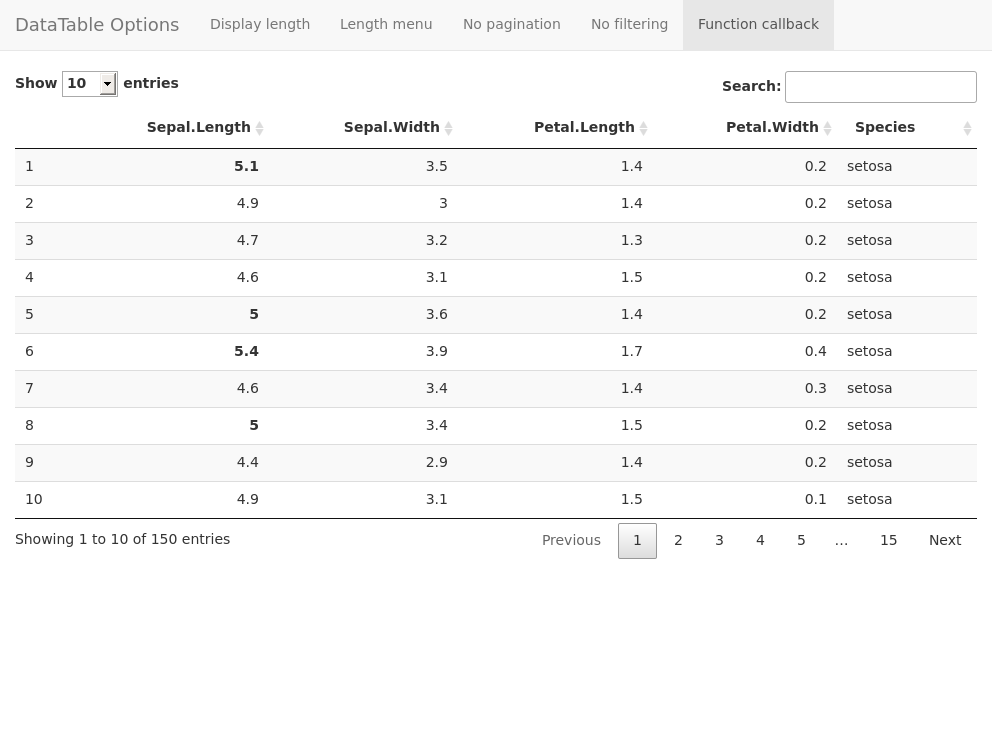 DataTable Options Display length Length menu No pagination No filtering Function callback
Show 10 entries Search:
Sepal.Length Sepal.Width Petal.Length Petal.Width Species
1 5.1 3.5 1.4 0.2 setosa
2 4.9 3 1.4 0.2 setosa
3 4.7 3.2 1.3 0.2 setosa
4 4.6 3.1 1.5 0.2 setosa
5 5 3.6 1.4 0.2 setosa
6 5.4 3.9 1.7 0.4 setosa
7 4.6 3.4 1.4 0.3 setosa
8 5 3.4 1.5 0.2 setosa
9 4.4 2.9 1.4 0.2 setosa
10 4.9 3.1 1.5 0.1 setosa
Showing 1 to 10 of 150 entries Previous 1 2 3 4 5 … 15 Next